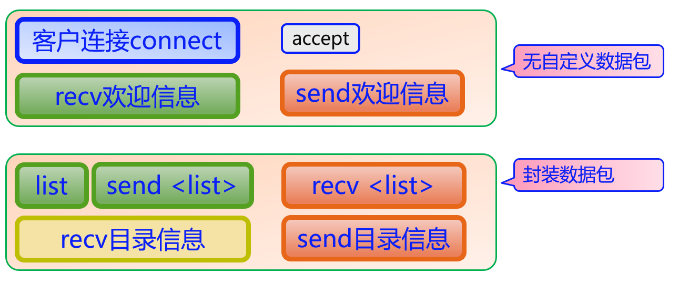 客户连接connect accept
无自定义数据包
recv欢迎信息 send欢迎信息
list send <list> recv <list>
封装数据包
recv目录信息 send目录信息